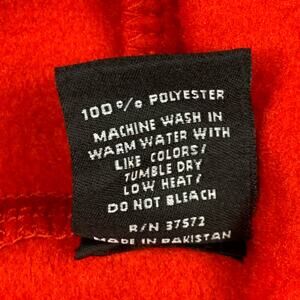 100% POLYESTER
MACHINE WASH IN
WARM WATER WITH
LIKE COLORS/
TUMBLE DRY
LOW HEAT/
DO NOT BLEACH
R/N 37572
MADE IN PAKISTAN